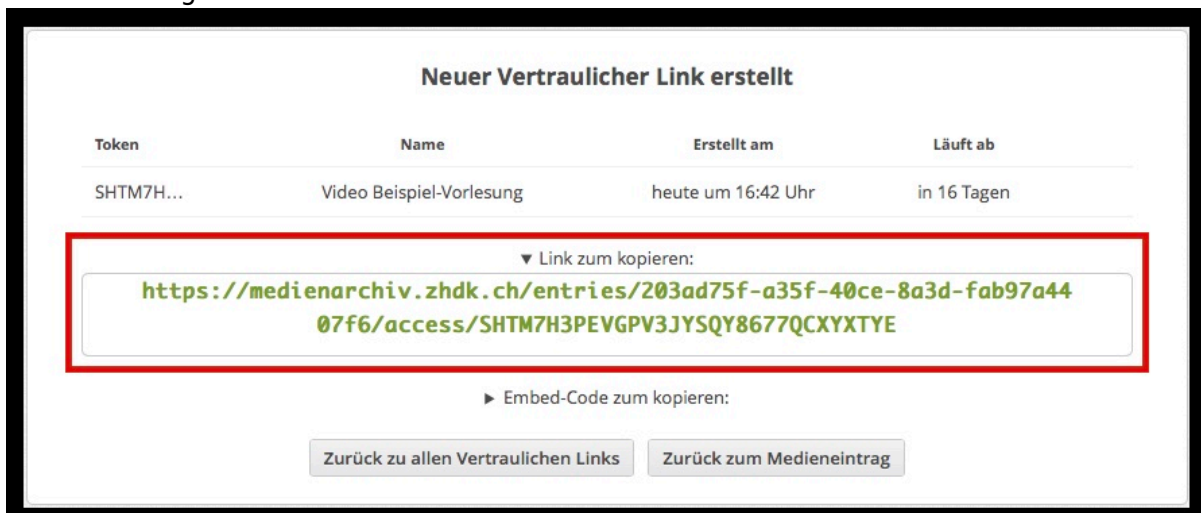 Neuer Vertraulicher Link erstellt
Token Name Erstellt am Läuft ab
SHTM7H... Video Beispiel-Vorlesung heute um 16:42 Uhr in 16 Tagen
▼ Link zum kopieren:
https://medienarchiv.zhdk.ch/entries/203ad75f-a35f-40ce-8a3d-fab97a44
07f6/access/SHTM7H3PEVGPV3JYSQY8677QCXYXTYE
► Embed-Code zum kopieren:
Zurück zu allen Vertraulichen Links Zurück zum Medieneintrag